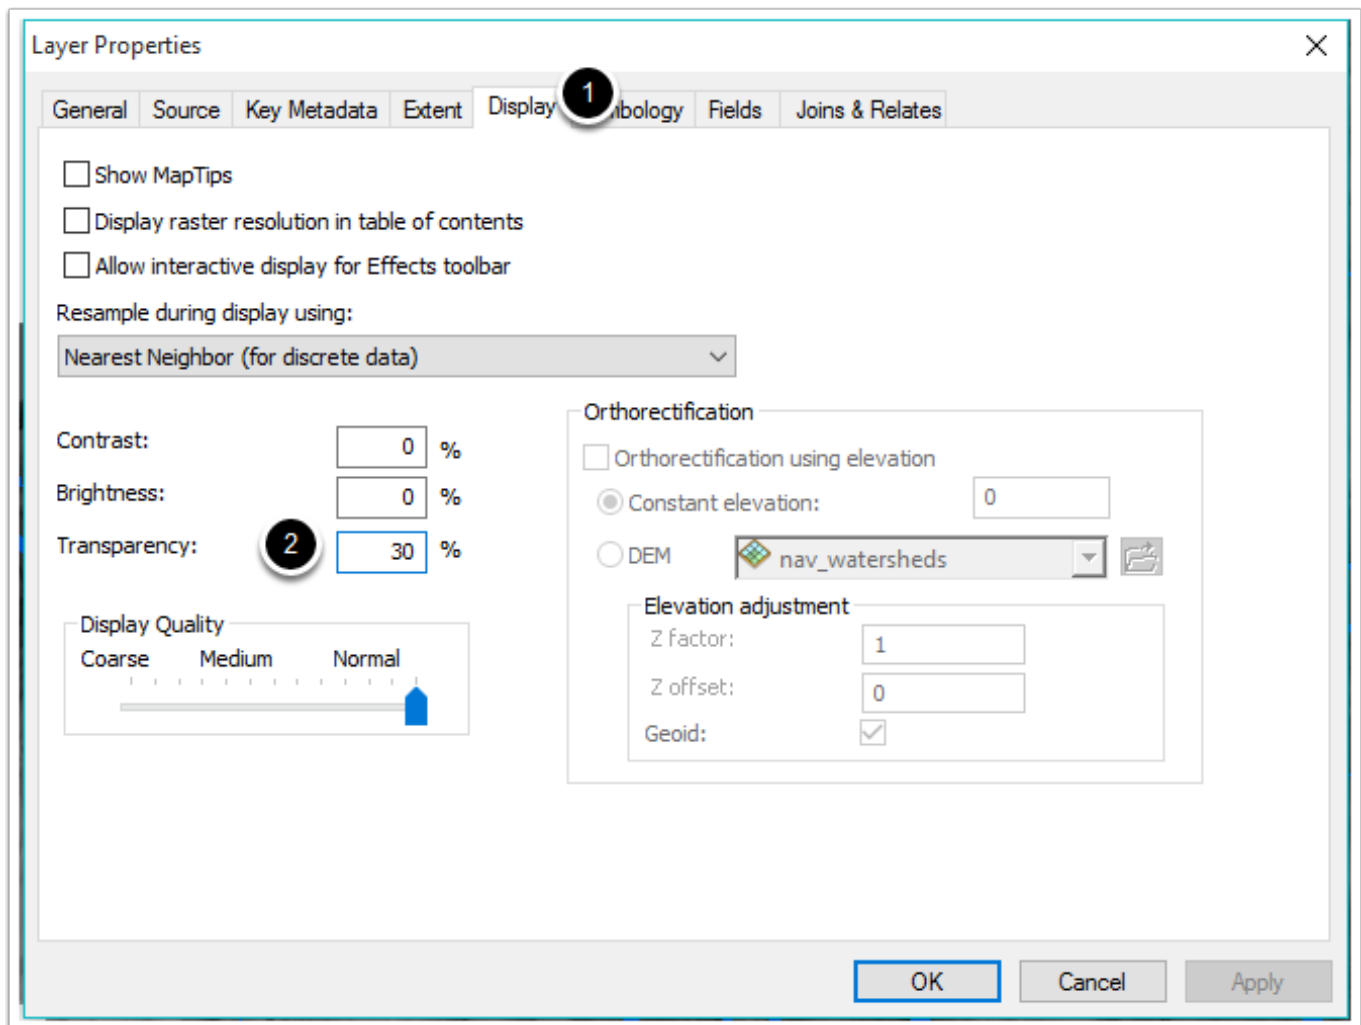 Layer Properties
General Source Key Metadata Extent Display 1 bology Fields Joins & Relates
Show MapTips
Display raster resolution in table of contents
Allow interactive display for Effects toolbar
Resample during display using:
Nearest Neighbor (for discrete data)
Contrast: 0 %
Brightness: 0 %
Transparency: 2 30 %
Display Quality
Coarse Medium Normal
Orthorectification
Orthorectification using elevation
Constant elevation: 0
DEM nav_watersheds
Elevation adjustment
Z factor: 1
Z offset: 0
Geoid:
OK Cancel Apply